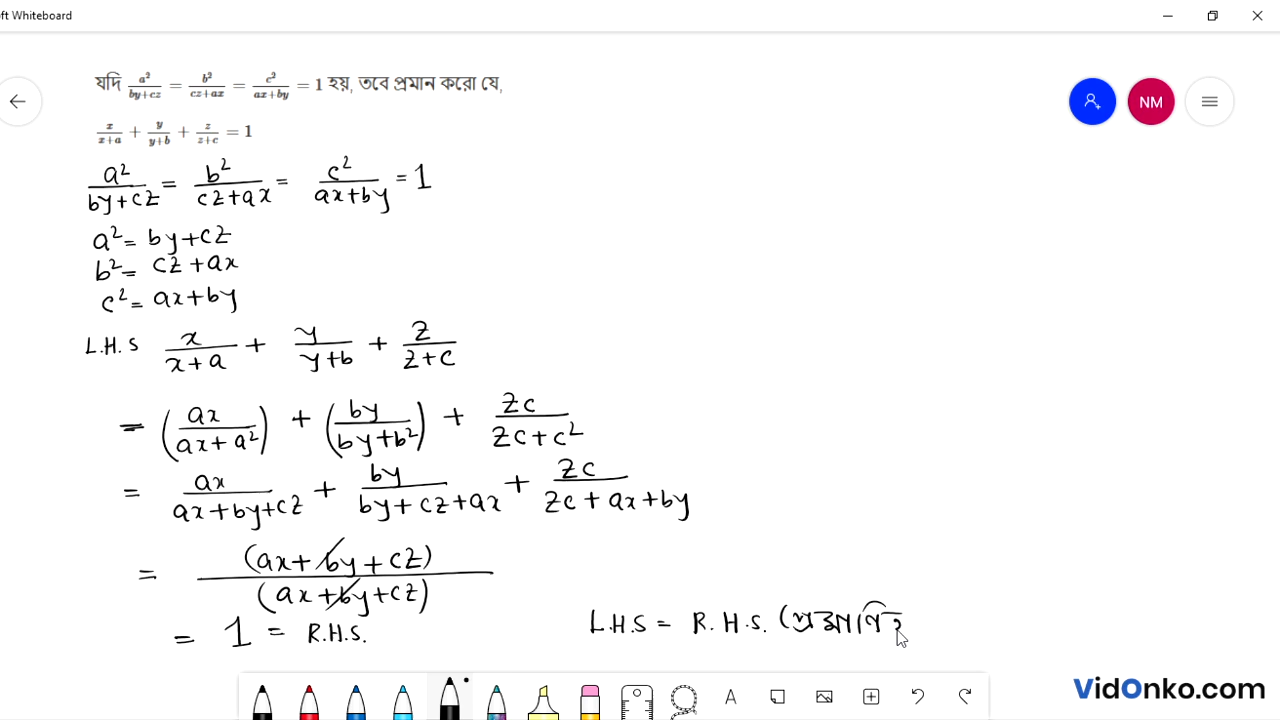 ft Whiteboard
যদি a²/(by+cz) = b²/(cz+ax) = c²/(ax+by) = 1 হয়, তবে প্রমান করো যে,
NM
x/(x+a) + y/(y+b) + z/(z+c) = 1
a²/(by+cz) = b²/(cz+ax) = c²/(ax+by) = 1
a² = by+cz
b² = cz+ax
c² = ax+by
L.H.S x/(x+a) + y/(y+b) + z/(z+c)
= (ax/(ax+a²)) + (by/(by+b²)) + zc/(zc+c²)
= ax/(ax+by+cz) + by/(by+cz+ax) + zc/(zc+ax+by)
= (ax+by+cz)/(ax+by+cz)
= 1 = R.H.S.
L.H.S = R.H.S. (
VidOnko.com